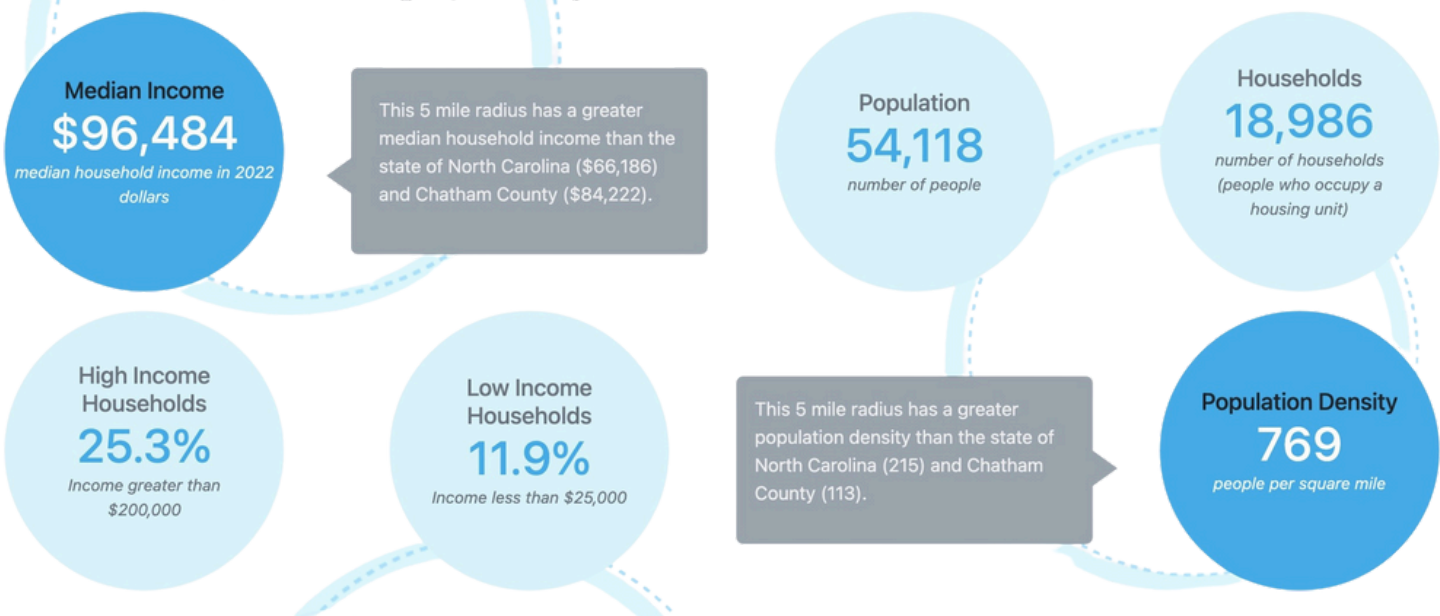 Median Income
$96,484
median household income in 2022
dollars
This 5 mile radius has a greater
median household income than the
state of North Carolina ($66,186)
and Chatham County ($84,222).
Population
54,118
number of people
Households
18,986
number of households
(people who occupy a
housing unit)
High Income
Households
25.3%
Income greater than
$200,000
Low Income
Households
11.9%
Income less than $25,000
This 5 mile radius has a greater
population density than the state of
North Carolina (215) and Chatham
County (113).
Population Density
769
people per square mile